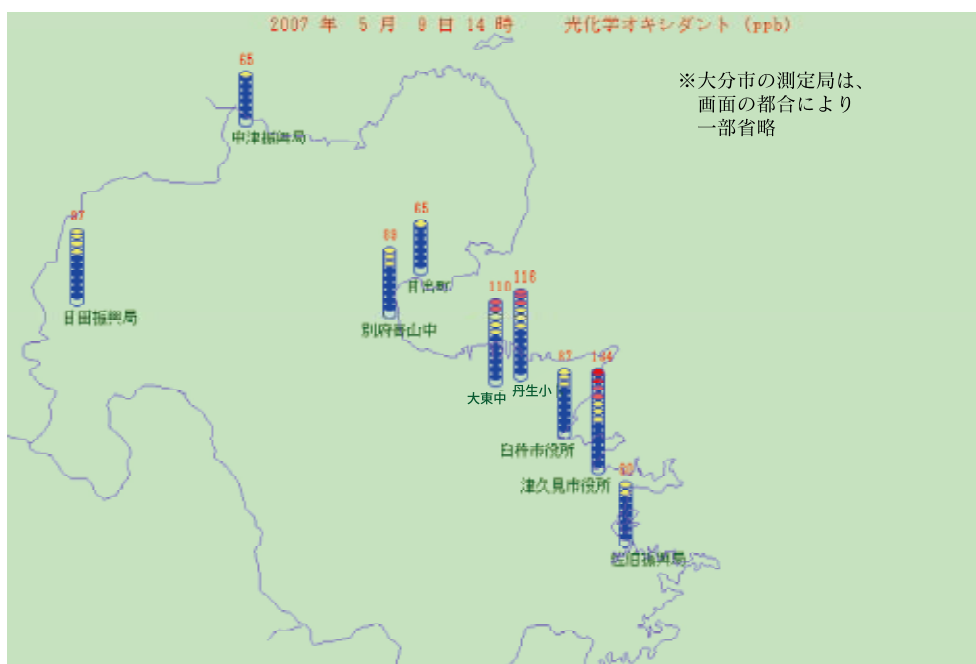 2007 年 5 月 9 日 14 時 光化学オキシダント (ppb)
※大分市の測定局は、
画面の都合により
一部省略
65
中津振興局
97
日田振興局
65
日出町
89
別府青山中
110
大東中
116
丹生小
87
臼杵市役所
津久見市役所
佐伯振興局